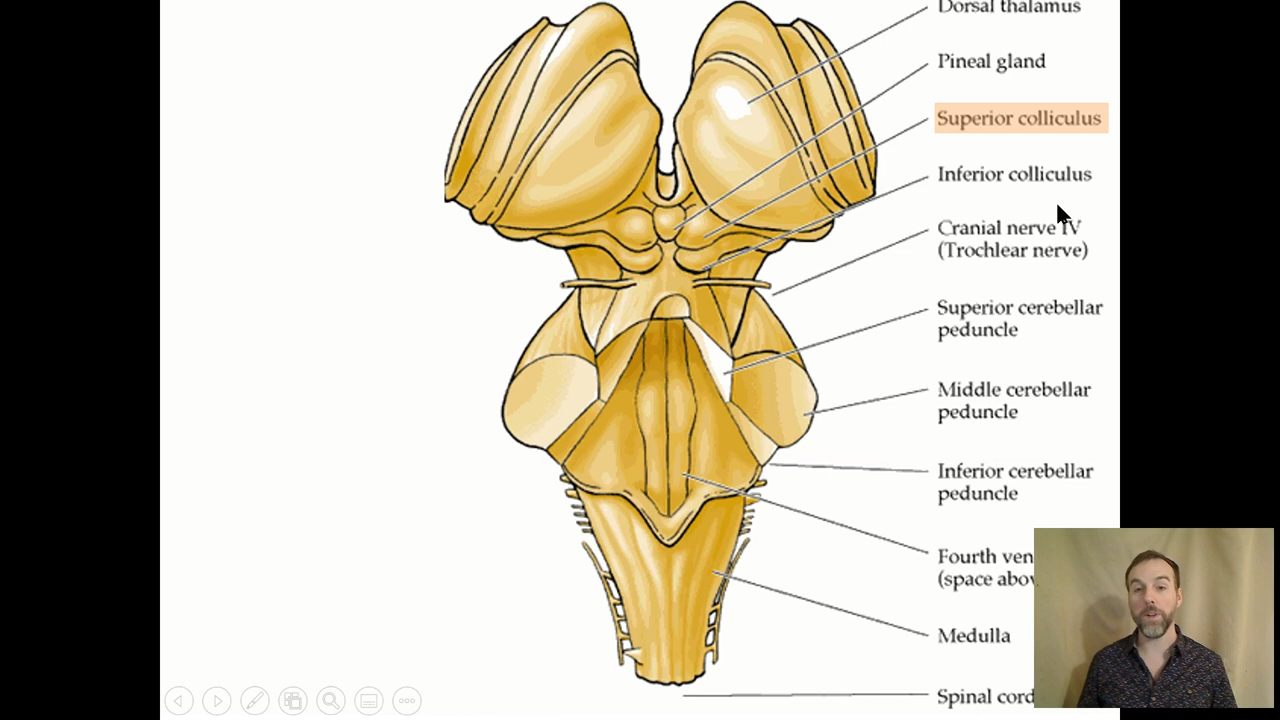 Dorsal thalamus
Pineal gland
Superior colliculus
Inferior colliculus
Cranial nerve IV
(Trochlear nerve)
Superior cerebellar
peduncle
Middle cerebellar
peduncle
Inferior cerebellar
peduncle
Fourth ven
(space abov
Medulla
Spinal cord